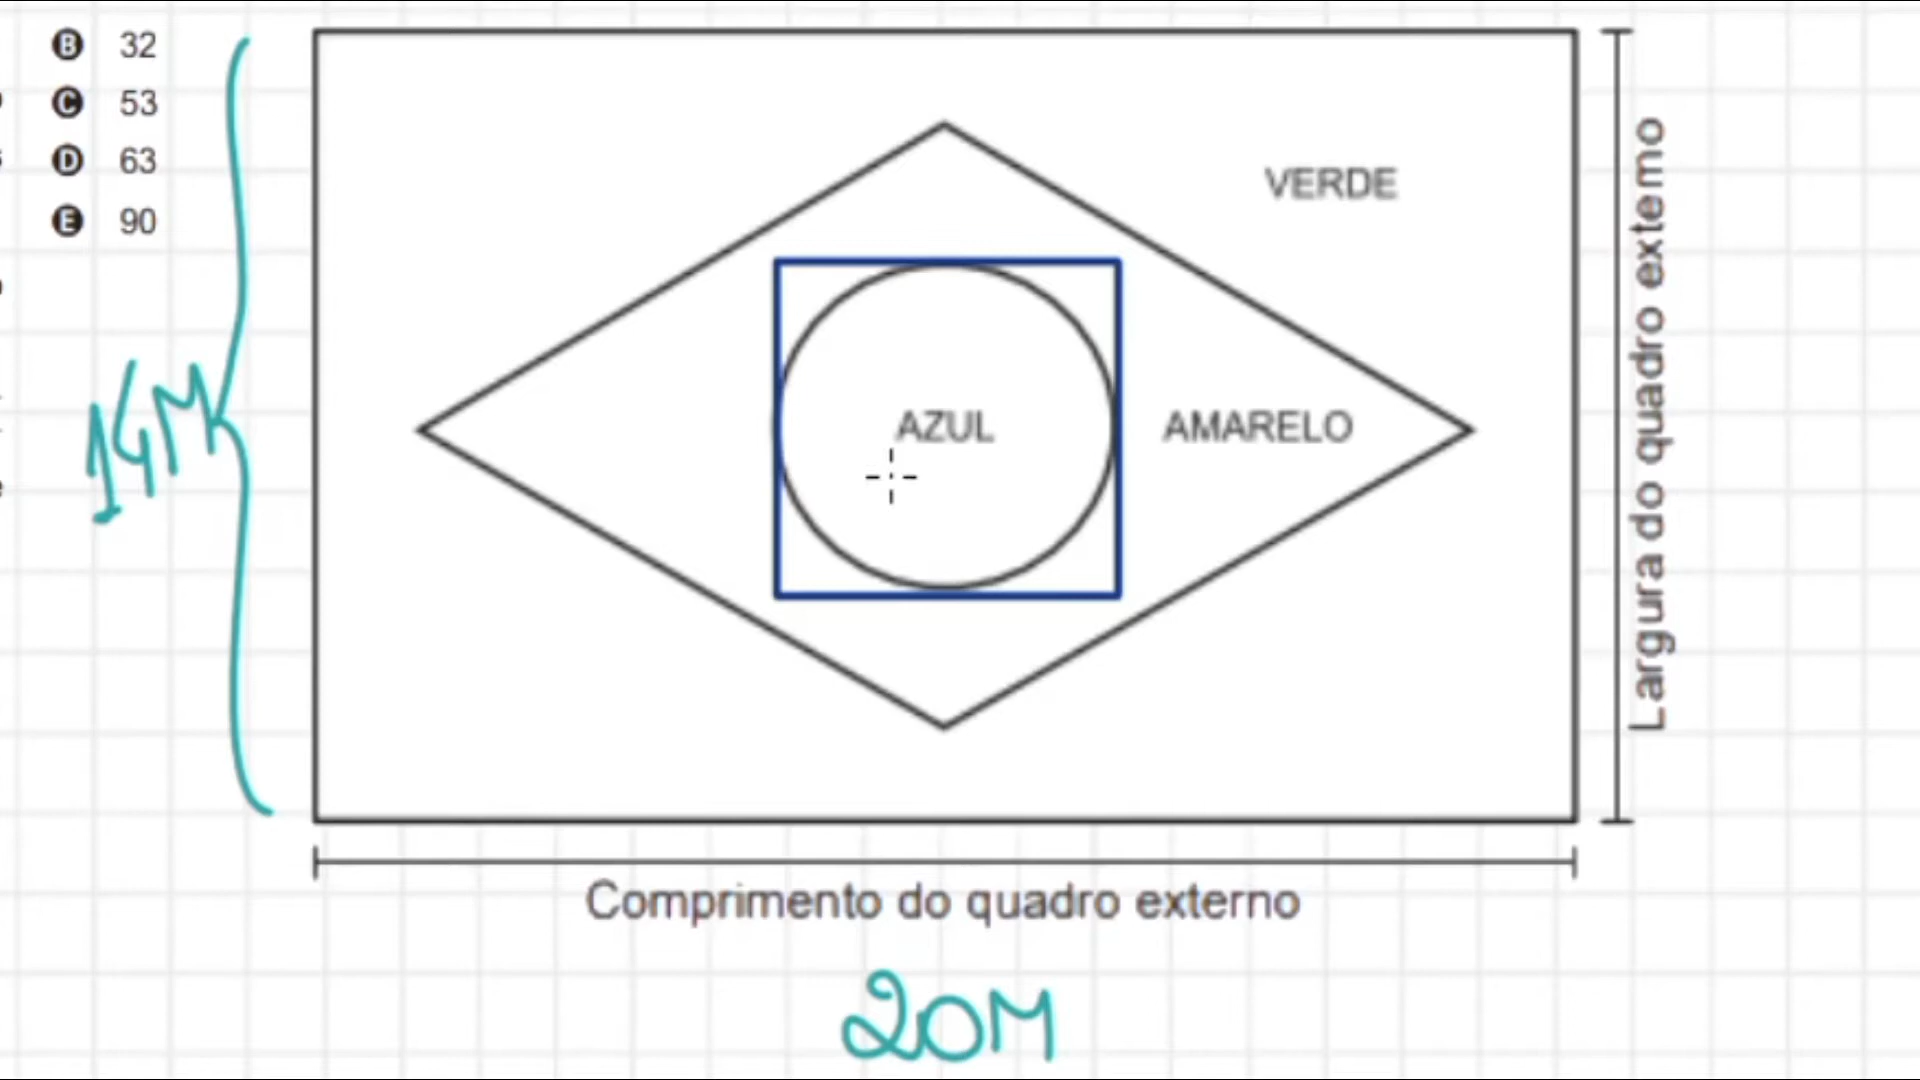 B 32
C 53
D 63
E 90
VERDE
AZUL
AMARELO
14M
Largura do quadro externo
Comprimento do quadro externo
20M